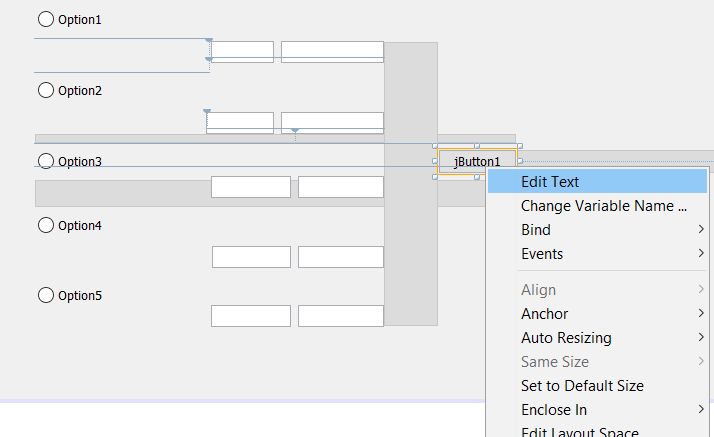 Option1
Option2
Option3
jButton1
Edit Text
Change Variable Name ...
Bind
Option4
Events
Align
Option5
Anchor
Auto Resizing
Same Size
Set to Default Size
Enclose In
Edit Layout Space